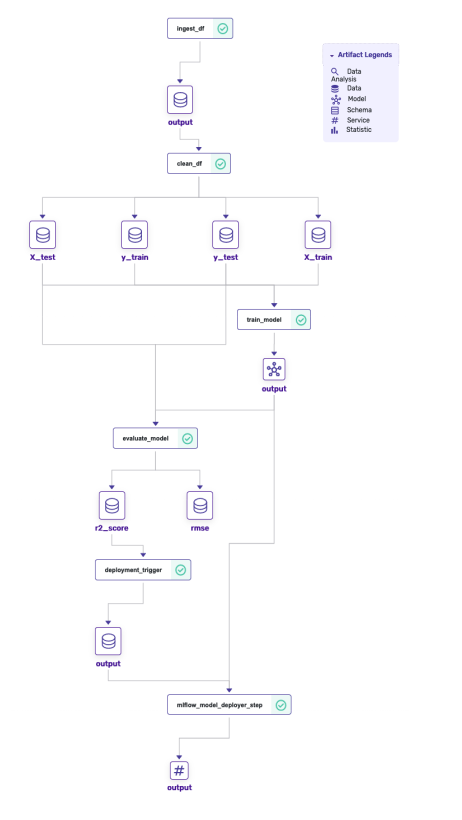 ingest_df
Artifact Legends
Data
Analysis
Data
Model
Schema
Service
Statistic
output
clean_df
X_test
y_train
y_test
X_train
train_model
output
evaluate_model
r2_score
rmse
deployment_trigger
output
mlflow_model_deployer_step
output